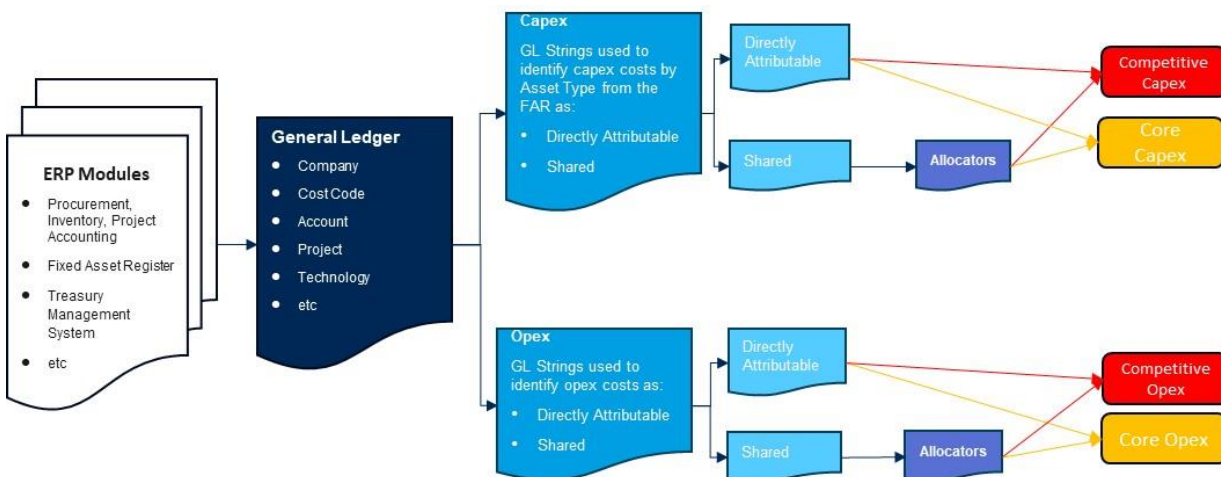 ERP Modules
• Procurement,
Inventory, Project
Accounting
• Fixed Asset Register
• Treasury
Management
System
• etc
General Ledger
• Company
• Cost Code
• Account
• Project
• Technology
• etc
Capex
GL Strings used to
identify capex costs by
Asset Type from the
FAR as:
• Directly Attributable
• Shared
Directly
Attributable
Shared
Allocators
Competitive
Capex
Core
Capex
Opex
GL Strings used to
identify opex costs as:
• Directly Attributable
• Shared
Directly
Attributable
Shared
Allocators
Competitive
Opex
Core Opex